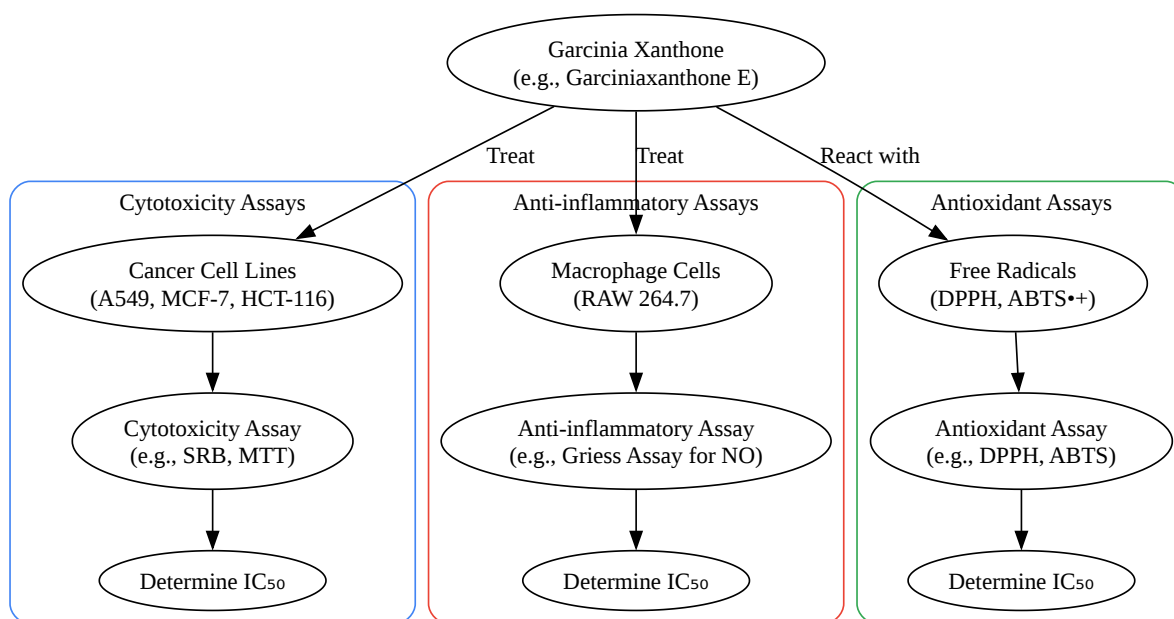 Garcinia Xanthone
(e.g., Garciniaxanthone E)
Treat
Treat
React with
Cytotoxicity Assays
Anti-inflammatory Assays
Antioxidant Assays
Cancer Cell Lines
(A549, MCF-7, HCT-116)
Macrophage Cells
(RAW 264.7)
Free Radicals
(DPPH, ABTS•+)
Cytotoxicity Assay
(e.g., SRB, MTT)
Anti-inflammatory Assay
(e.g., Griess Assay for NO)
Antioxidant Assay
(e.g., DPPH, ABTS)
Determine IC₅₀
Determine IC₅₀
Determine IC₅₀